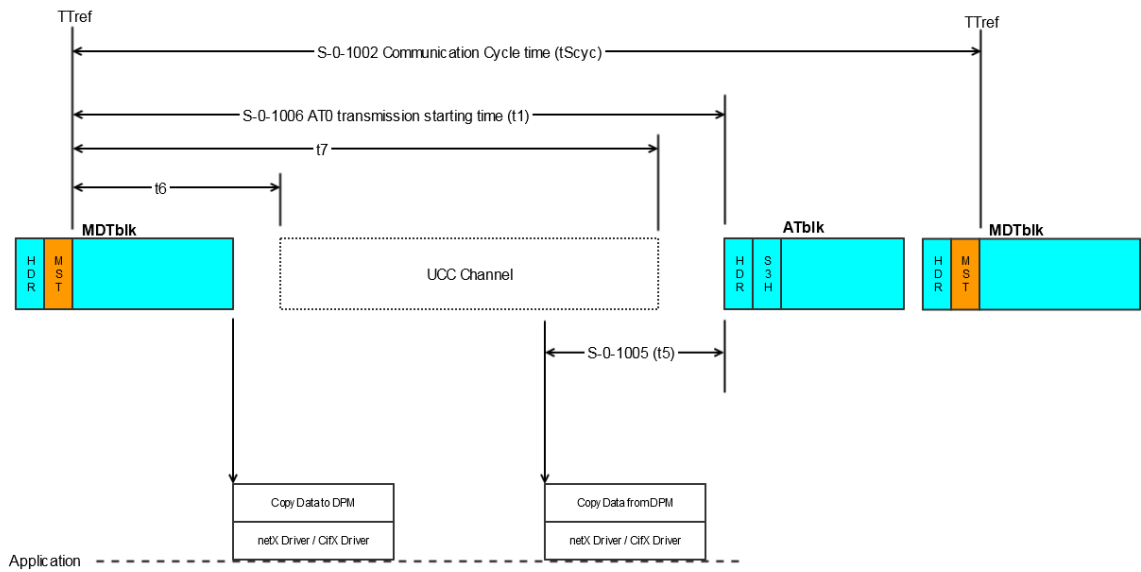 TTref
TTref
S-0-1002 Communication Cycle time (tScyc)
S-0-1006 AT0 transmission starting time (t1)
t7
t6
MDTblk
ATblk
MDTblk
HDR
MST
UCC Channel
HDR
S3H
HDR
MST
S-0-1005 (t5)
Copy Data to DPM
Copy Data from DPM
netX Driver / CifX Driver
netX Driver / CifX Driver
Application